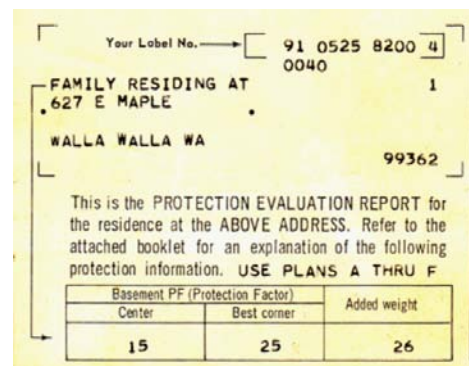 Your Label No. 91 0525 8200 4
0040
FAMILY RESIDING AT 1
627 E MAPLE
WALLA WALLA WA
99362
This is the PROTECTION EVALUATION REPORT for
the residence at the ABOVE ADDRESS. Refer to the
attached booklet for an explanation of the following
protection information. USE PLANS A THRU F
Basement PF (Protection Factor) Added weight
Center Best corner
15 25 26